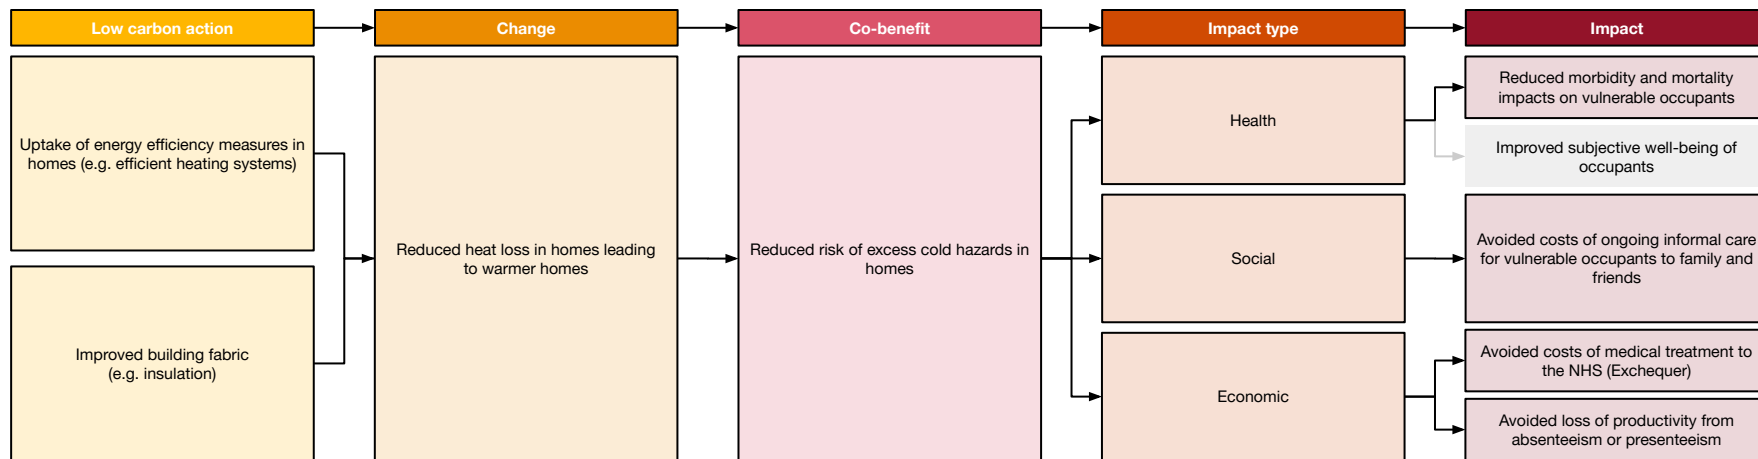 Low carbon action
Change
Co-benefit
Impact type
Impact
Uptake of energy efficiency measures in
homes (e.g. efficient heating systems)
Improved building fabric
(e.g. insulation)
Reduced heat loss in homes leading
to warmer homes
Reduced risk of excess cold hazards in
homes
Health
Social
Economic
Reduced morbidity and mortality
impacts on vulnerable occupants
Improved subjective well-being of
occupants
Avoided costs of ongoing informal care
for vulnerable occupants to family and
friends
Avoided costs of medical treatment to
the NHS (Exchequer)
Avoided loss of productivity from
absenteeism or presenteeism